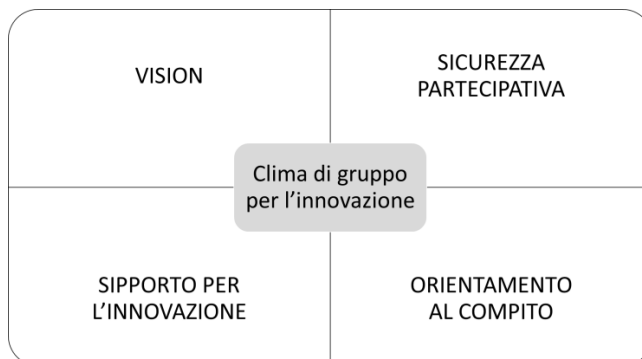 VISION
SICUREZZA
PARTECIPATIVA
Clima di gruppo
per l'innovazione
SIPPORTO PER
L'INNOVAZIONE
ORIENTAMENTO
AL COMPITO